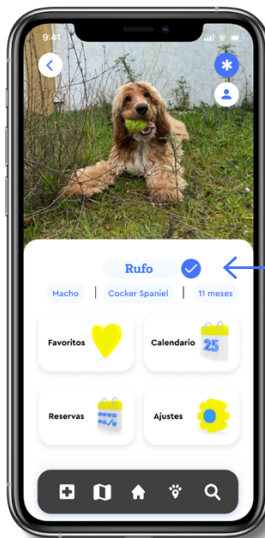 9:41
Rufo
Macho | Cocker Spaniel | 11 meses
Favoritos
Calendario
25
Reservas
Ajustes